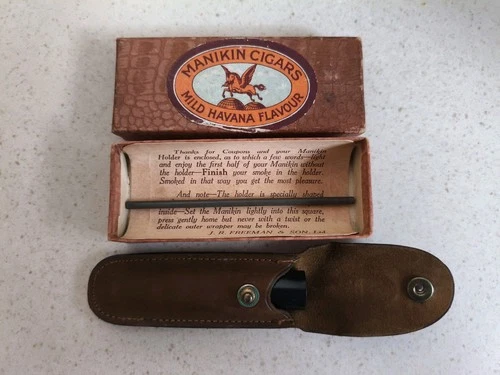 MANIKIN CIGARS
MILD HAVANA FLAVOUR
Thanks for Coupons and your Manikin
Holder is enclosed, as to which a few words—light
and enjoy the first half of your Manikin without
the holder—Finish your smoke in the holder.
Smoked in that way you get the most pleasure.
And note—The holder is specially shaped
inside—Set the Manikin lightly into this square,
press gently home but never with a twist or the
delicate outer wrapper may be broken.
J. R. FREEMAN & SON, Ltd.